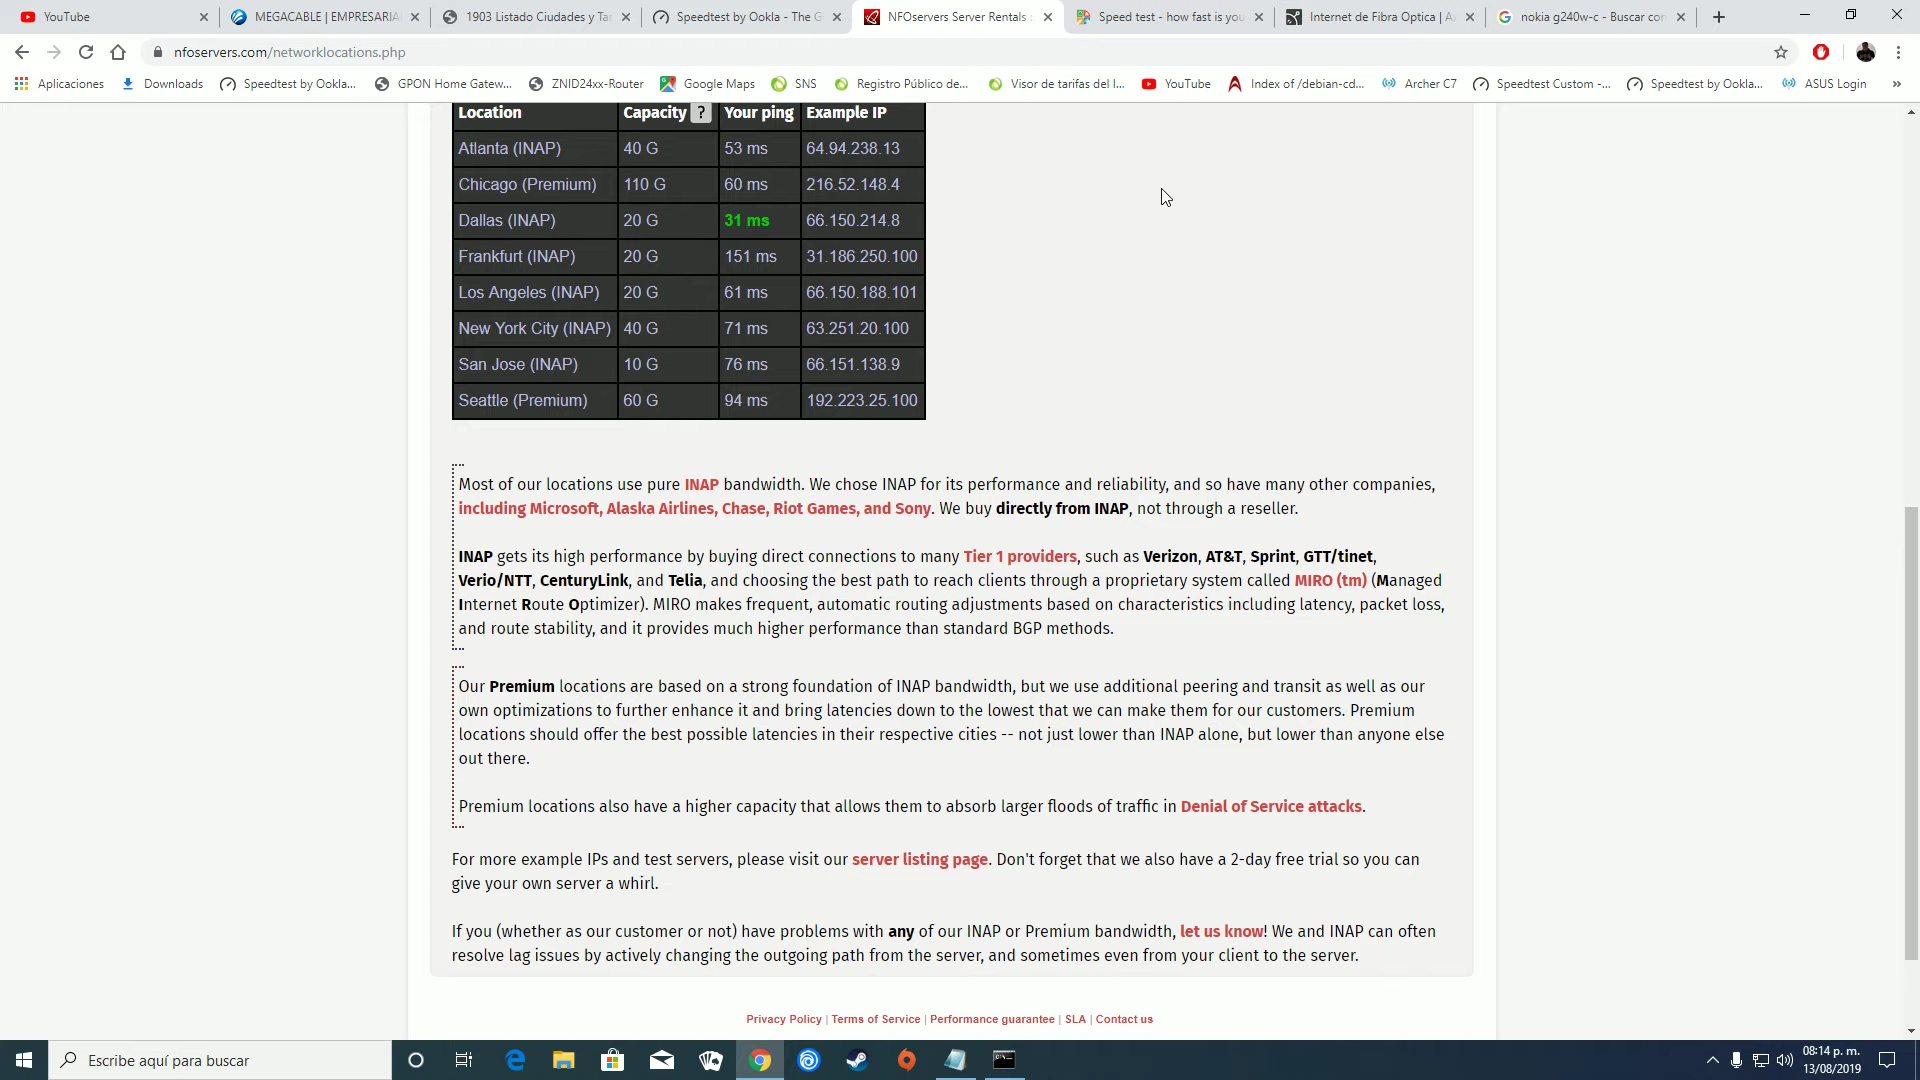 YouTube
MEGACABLE | EMPRESARIA
1903 Listado Ciudades y Tar
Speedtest by Ookla - The G
NFOservers Server Rentals :
Speed test - how fast is you
Internet de Fibra Optica | A
nokia g240w-c - Buscar con
nfoservers.com/networklocations.php
Aplicaciones
Downloads
Speedtest by Ookla...
GPON Home Gatew...
ZNID24xx-Router
Google Maps
SNS
Registro Público de...
Visor de tarifas del I...
YouTube
Index of /debian-cd...
Archer C7
Speedtest Custom -...
Speedtest by Ookla...
ASUS Login
»
Location Capacity ? Your ping Example IP
Atlanta (INAP) 40 G 53 ms 64.94.238.13
Chicago (Premium) 110 G 60 ms 216.52.148.4
Dallas (INAP) 20 G 31 ms 66.150.214.8
Frankfurt (INAP) 20 G 151 ms 31.186.250.100
Los Angeles (INAP) 20 G 61 ms 66.150.188.101
New York City (INAP) 40 G 71 ms 63.251.20.100
San Jose (INAP) 10 G 76 ms 66.151.138.9
Seattle (Premium) 60 G 94 ms 192.223.25.100
Most of our locations use pure INAP bandwidth. We chose INAP for its performance and reliability, and so have many other companies,
including Microsoft, Alaska Airlines, Chase, Riot Games, and Sony. We buy directly from INAP, not through a reseller.
INAP gets its high performance by buying direct connections to many Tier 1 providers, such as Verizon, AT&T, Sprint, GTT/tinet,
Verio/NTT, CenturyLink, and Telia, and choosing the best path to reach clients through a proprietary system called MIRO (tm) (Managed
Internet Route Optimizer). MIRO makes frequent, automatic routing adjustments based on characteristics including latency, packet loss,
and route stability, and it provides much higher performance than standard BGP methods.
Our Premium locations are based on a strong foundation of INAP bandwidth, but we use additional peering and transit as well as our
own optimizations to further enhance it and bring latencies down to the lowest that we can make them for our customers. Premium
locations should offer the best possible latencies in their respective cities -- not just lower than INAP alone, but lower than anyone else
out there.
Premium locations also have a higher capacity that allows them to absorb larger floods of traffic in Denial of Service attacks.
For more example IPs and test servers, please visit our server listing page. Don't forget that we also have a 2-day free trial so you can
give your own server a whirl.
If you (whether as our customer or not) have problems with any of our INAP or Premium bandwidth, let us know! We and INAP can often
resolve lag issues by actively changing the outgoing path from the server, and sometimes even from your client to the server.
Privacy Policy | Terms of Service | Performance guarantee | SLA | Contact us
Escribe aquí para buscar
08:14 p. m.
13/08/2019